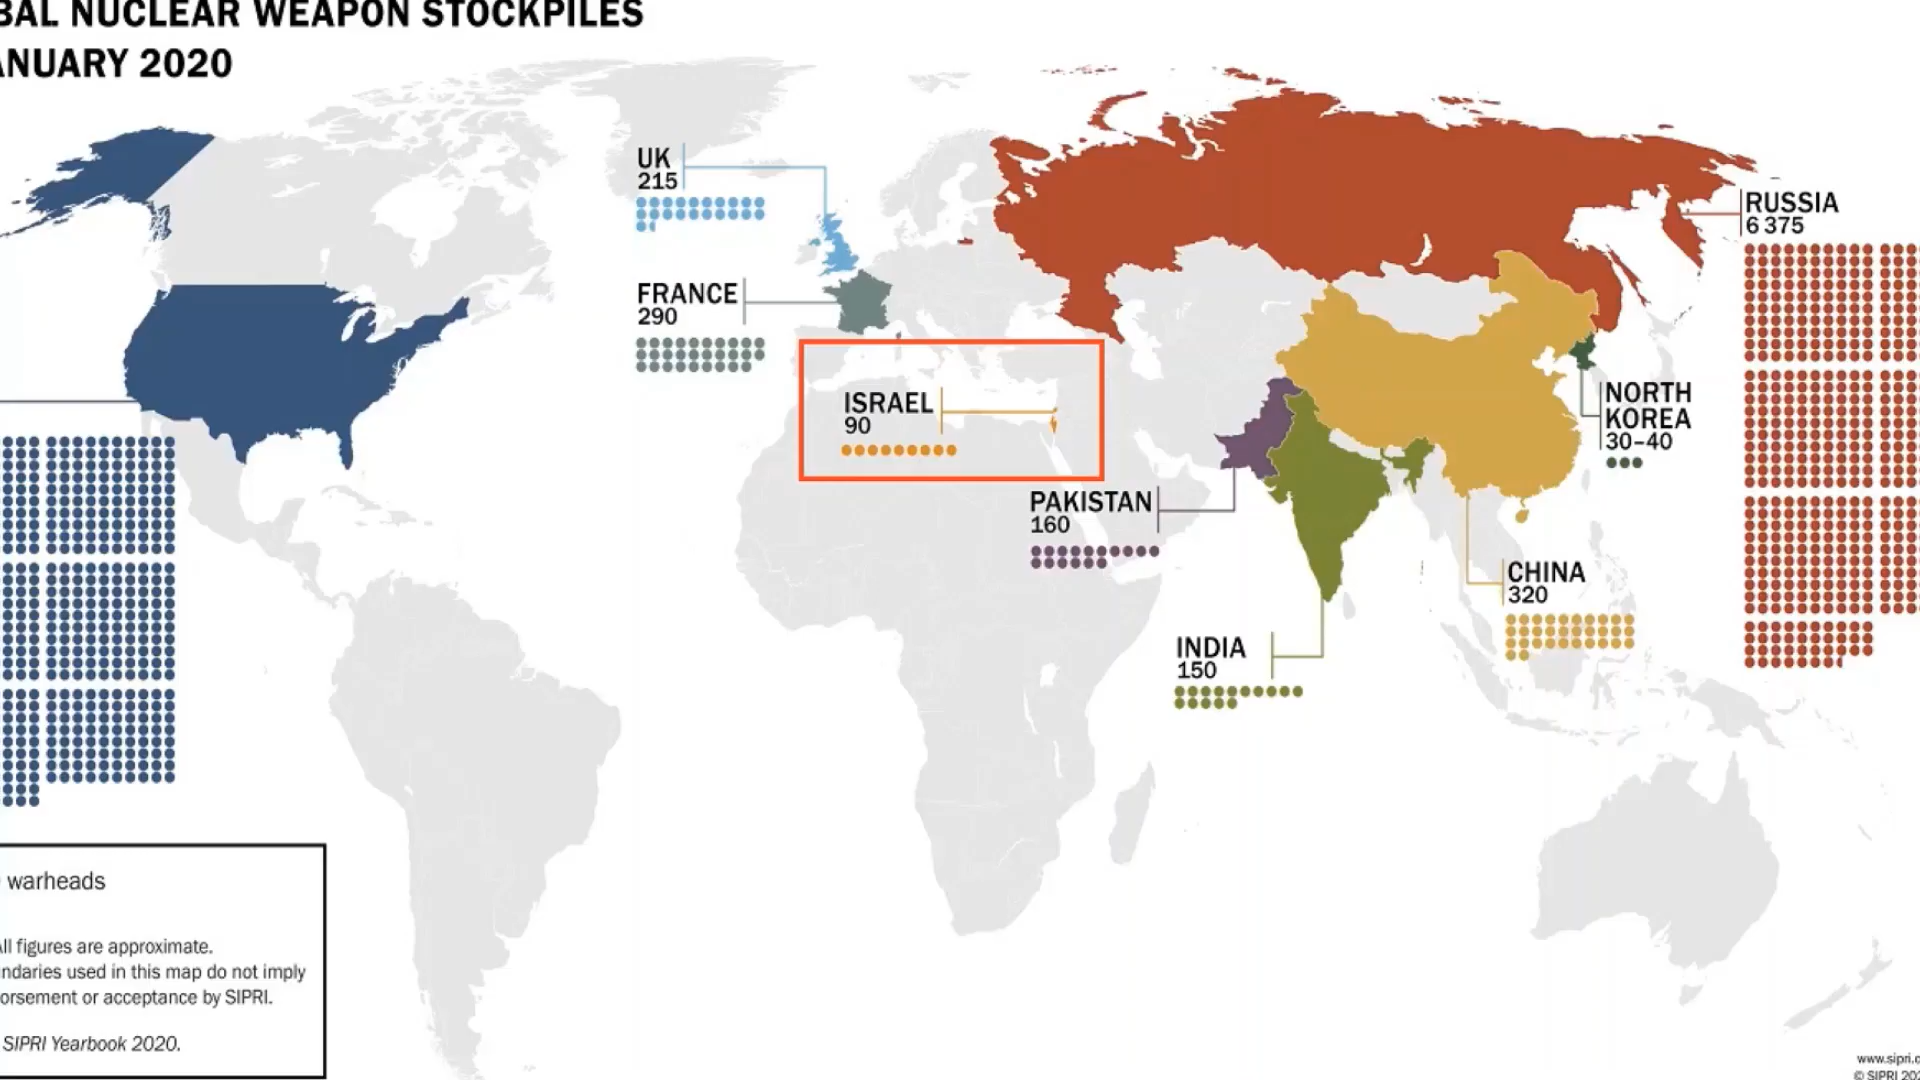 BAL NUCLEAR WEAPON STOCKPILES
ANUARY 2020
UK
215
FRANCE
290
ISRAEL
90
PAKISTAN
160
INDIA
150
RUSSIA
6 375
NORTH
KOREA
30–40
CHINA
320
warheads
All figures are approximate.
ndaries used in this map do not imply
orsement or acceptance by SIPRI.
SIPRI Yearbook 2020.
www.sipri.o
© SIPRI 202